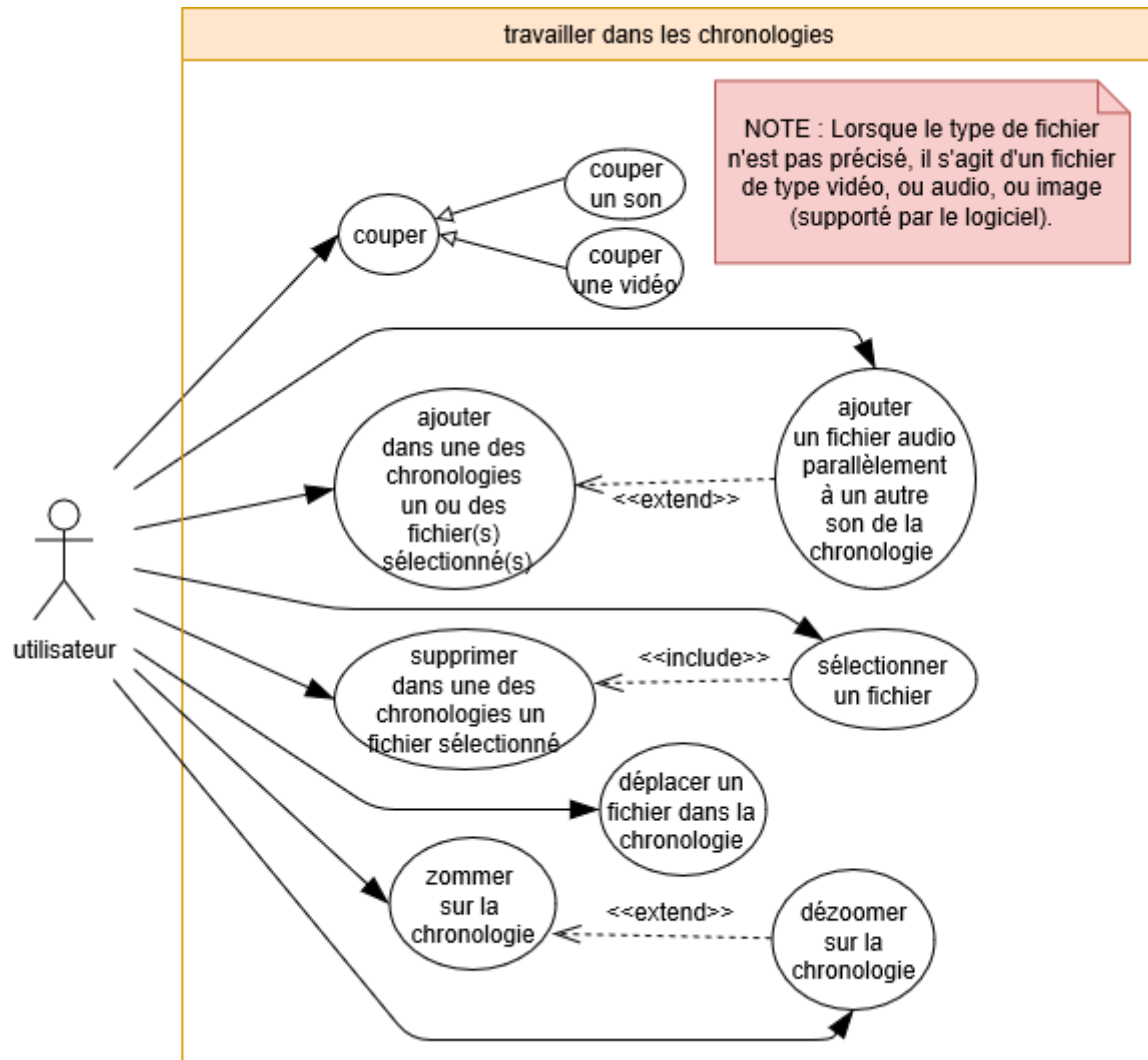 travailler dans les chronologies
NOTE : Lorsque le type de fichier
n'est pas précisé, il s'agit d'un fichier
de type vidéo, ou audio, ou image
(supporté par le logiciel).
couper
un son
couper
couper
une vidéo
ajouter
dans une des
chronologies
un ou des
fichier(s)
sélectionné(s)
<<extend>>
ajouter
un fichier audio
parallèlement
à un autre
son de la
chronologie
utilisateur
supprimer
dans une des
chronologies un
fichier sélectionné
<<include>>
sélectionner
un fichier
déplacer un
fichier dans la
chronologie
zommer
sur la
chronologie
<<extend>>
dézoomer
sur la
chronologie